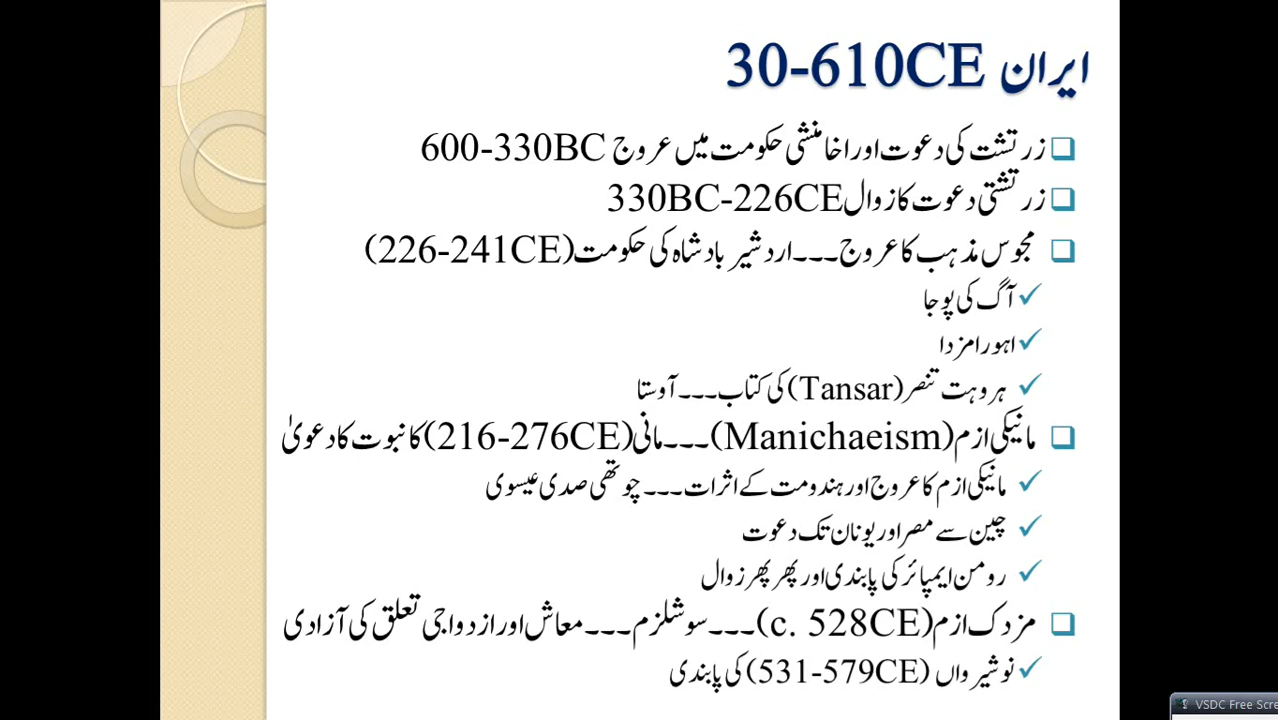 ایران 30-610CE
زرتشت کی دعوت اور اخامنشی حکومت میں عروج 600-330BC
زرتشتی دعوت کا زوال 330BC-226CE
مجوس مذہب کا عروج۔۔۔اردشیر بادشاہ کی حکومت (226-241CE)
آگ کی پوجا
اہورامزدا
ہروہت تنصر (Tansar) کی کتاب۔۔۔آوستا
مانیکی ازم (Manichaeism)۔۔۔مانی (216-276CE) کا نبوت کا دعویٰ
مانیکی ازم کا عروج اور ہندومت کے اثرات۔۔۔ چوتھی صدی عیسوی
چین سے مصر اور یونان تک دعوت
رومن ایمپائر کی پابندی اور پھر پھر زوال
مزدک ازم (c. 528CE)۔۔۔سوشلزم۔۔۔معاش اور ازدواجی تعلق کی آزادی
نوشیرواں (531-579CE) کی پابندی
VSDC Free Scre